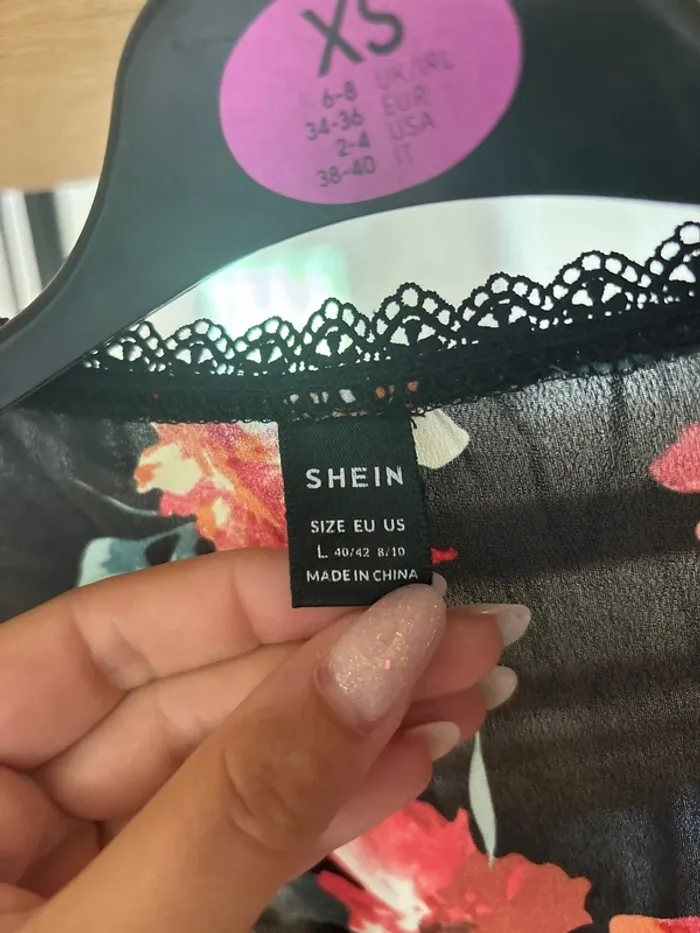 XS
6-8 UK/IRL
34-36 EUR
2-4 USA
38-40 IT
SHEIN
SIZE EU US
L 40/42 8/10
MADE IN CHINA